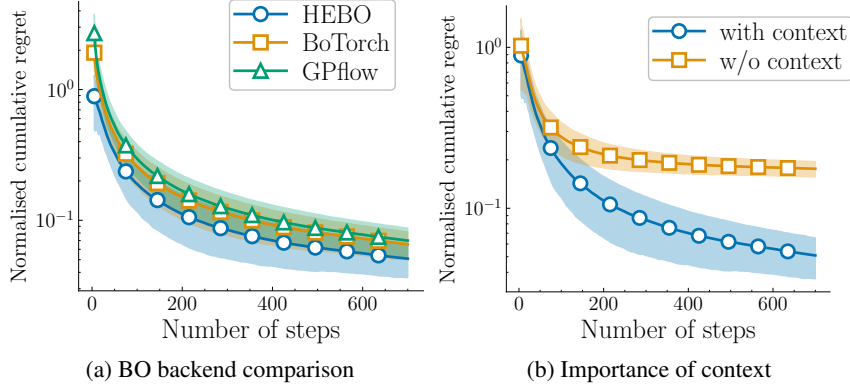 Normalised cumulative regret
10^0
10^-1
0
200
400
600
Number of steps
HEBO
BoTorch
GPflow
(a) BO backend comparison
Normalised cumulative regret
10^0
10^-1
0
200
400
600
Number of steps
with context
w/o context
(b) Importance of context